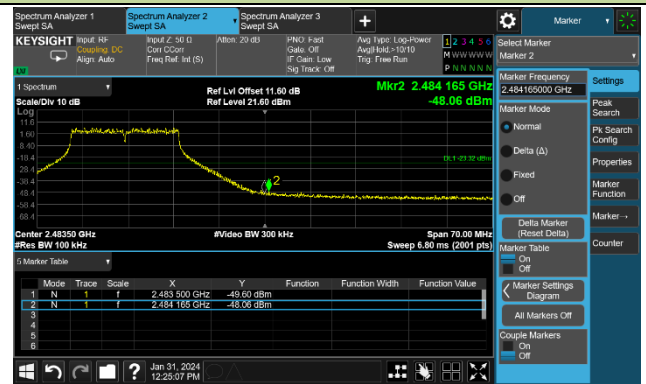 Spectrum Analyzer 1
Swept SA
Spectrum Analyzer 2
Swept SA
Spectrum Analyzer 3
Swept SA
+
Marker
KEYSIGHT
Input: RF
Coupling: DC
Align: Auto
Input Z: 50 Ω
Corr CCorr
Freq Ref: Int (S)
Atten: 20 dB
PNO: Fast
Gate: Off
IF Gain: Low
Sig Track: Off
Avg Type: Log-Power
Avg|Hold:>10/10
Trig: Free Run
1 2 3 4 5 6
M W W W W W
P N N N N N
LXI
Select Marker
Marker 2
1 Spectrum
Scale/Div 10 dB
Log
Ref Lvl Offset 11.60 dB
Ref Level 21.60 dBm
Mkr2 2.484 165 GHz
-48.06 dBm
11.6
1.60
-8.40
-18.4
-28.4
-38.4
-48.4
-58.4
-68.4
DL1 -23.32 dBm
2
Center 2.48350 GHz
#Res BW 100 kHz
#Video BW 300 kHz
Span 70.00 MHz
Sweep 6.80 ms (2001 pts)
5 Marker Table
Mode Trace Scale X Y Function Function Width Function Value
1 N 1 f 2.483 500 GHz -49.60 dBm
2 N 1 f 2.484 165 GHz -48.06 dBm
3
4
5
6
Marker Frequency
2.484165000 GHz
Marker Mode
Normal
Delta (Δ)
Fixed
Off
Delta Marker
(Reset Delta)
Marker Table
On
Off
Marker Settings
Diagram
All Markers Off
Couple Markers
On
Off
Settings
Peak
Search
Pk Search
Config
Properties
Marker
Function
Marker→
Counter
?
Jan 31, 2024
12:25:07 PM